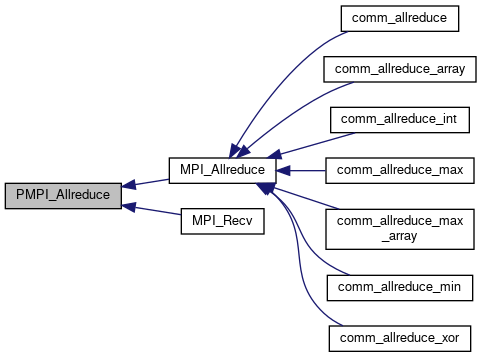 PMPI_Allreduce
MPI_Allreduce
MPI_Recv
comm_allreduce
comm_allreduce_array
comm_allreduce_int
comm_allreduce_max
comm_allreduce_max
_array
comm_allreduce_min
comm_allreduce_xor